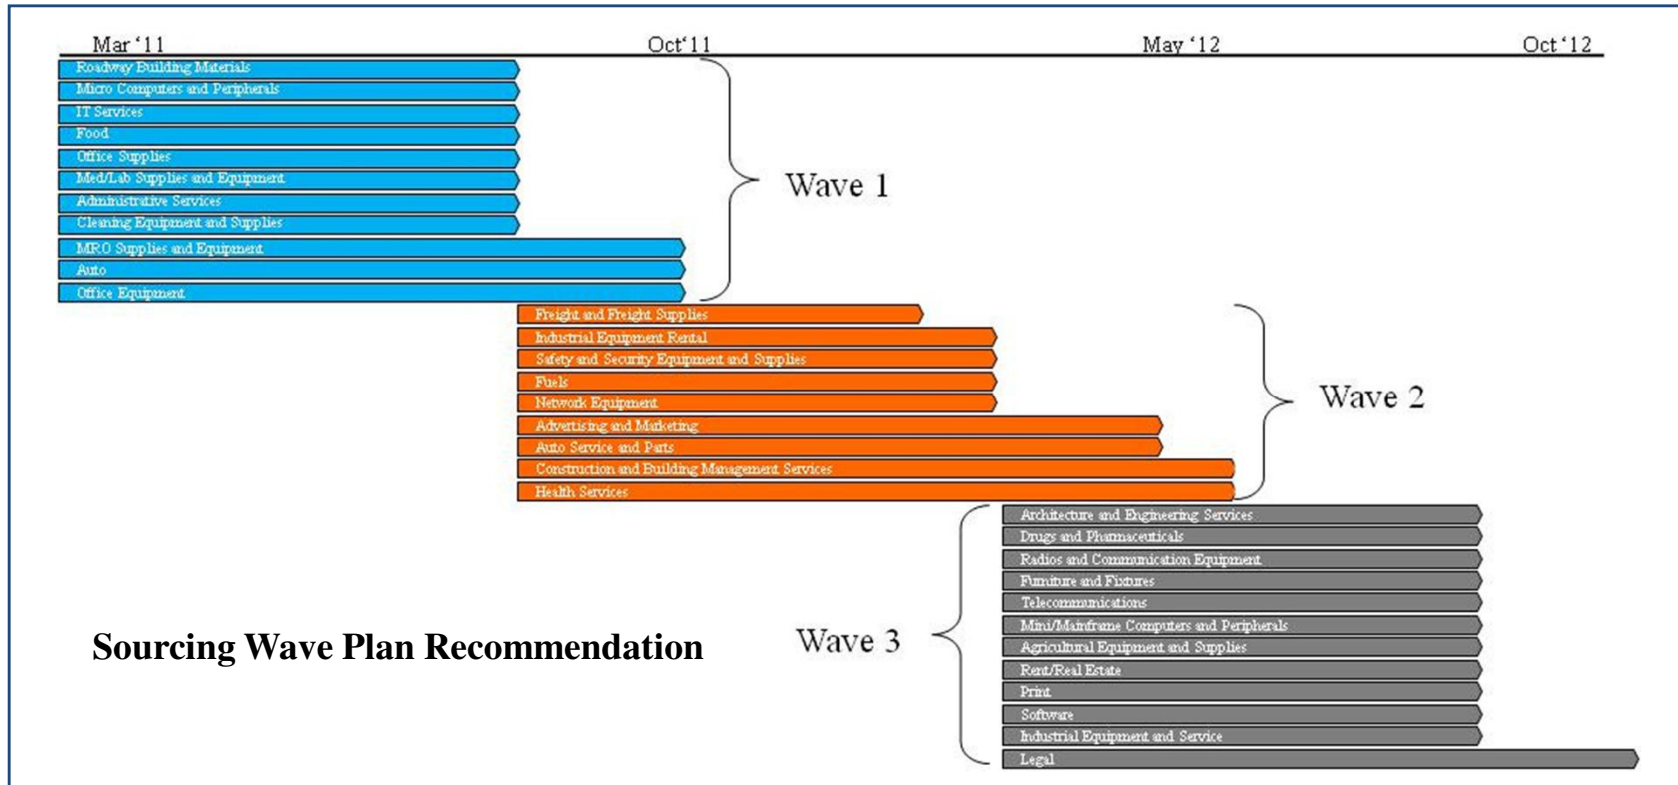 Mar ‘11 Oct‘11 May ‘12 Oct ‘12
Roadway Building Materials
Micro Computers and Peripherals
IT Services
Food
Office Supplies
Med/Lab Supplies and Equipment
Administrative Services
Cleaning Equipment and Supplies
MRO Supplies and Equipment
Auto
Office Equipment
Wave 1
Freight and Freight Supplies
Industrial Equipment Rental
Safety and Security Equipment and Supplies
Fuels
Network Equipment
Advertising and Marketing
Auto Service and Parts
Construction and Building Management Services
Health Services
Wave 2
Architecture and Engineering Services
Drugs and Pharmaceuticals
Radios and Communication Equipment
Furniture and Fixtures
Telecommunications
Mini/Mainframe Computers and Peripherals
Agricultural Equipment and Supplies
Rent/Real Estate
Print
Software
Industrial Equipment and Service
Legal
Wave 3
Sourcing Wave Plan Recommendation